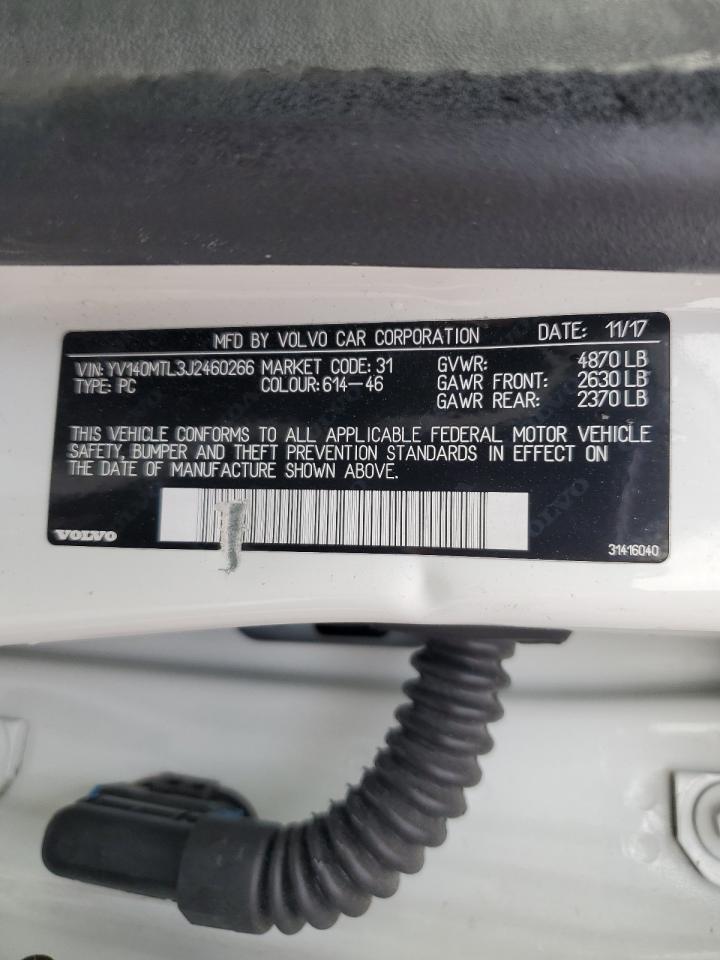 MFD BY VOLVO CAR CORPORATION DATE: 11/17
VIN: YV140MTL3J2460266 MARKET CODE: 31 GVWR: 4870 LB
TYPE: PC COLOUR: 614-46 GAWR FRONT: 2630 LB
GAWR REAR: 2370 LB
THIS VEHICLE CONFORMS TO ALL APPLICABLE FEDERAL MOTOR VEHICLE
SAFETY, BUMPER AND THEFT PREVENTION STANDARDS IN EFFECT ON
THE DATE OF MANUFACTURE SHOWN ABOVE.
VOLVO
31416040